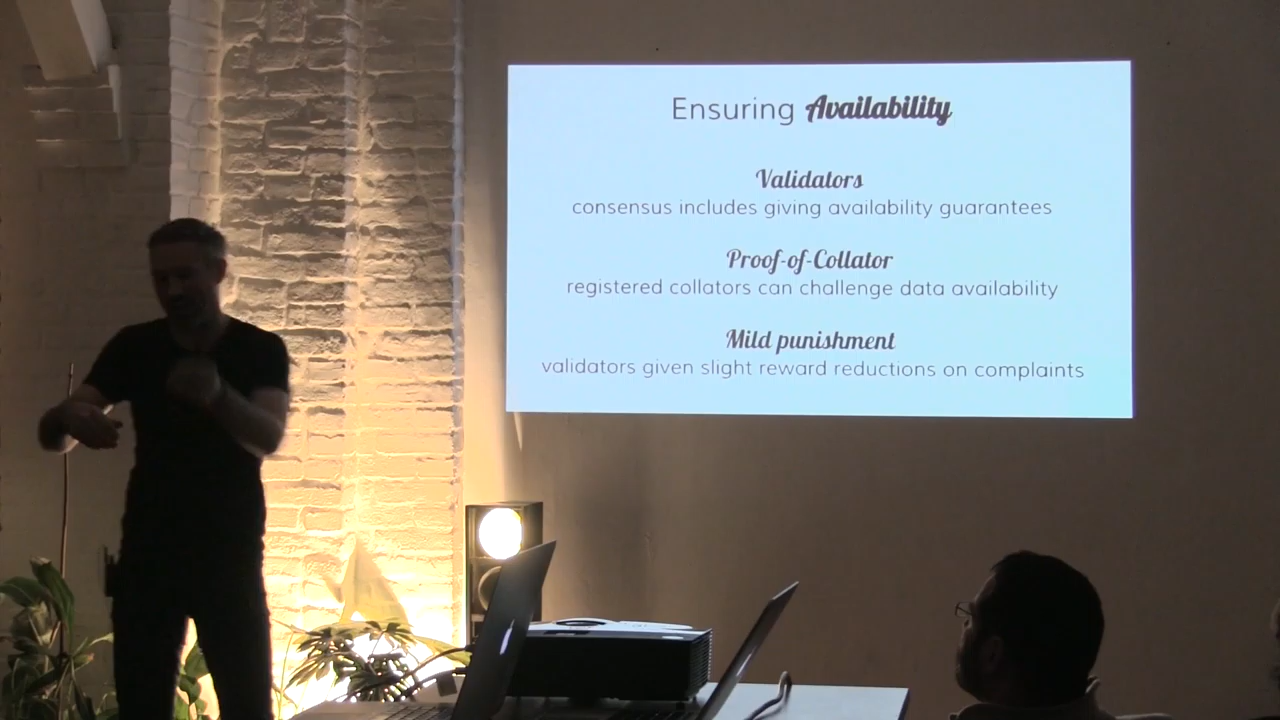 Ensuring Availability
Validators
consensus includes giving availability guarantees
Proof-of-Collator
registered collators can challenge data availability
Mild punishment
validators given slight reward reductions on complaints